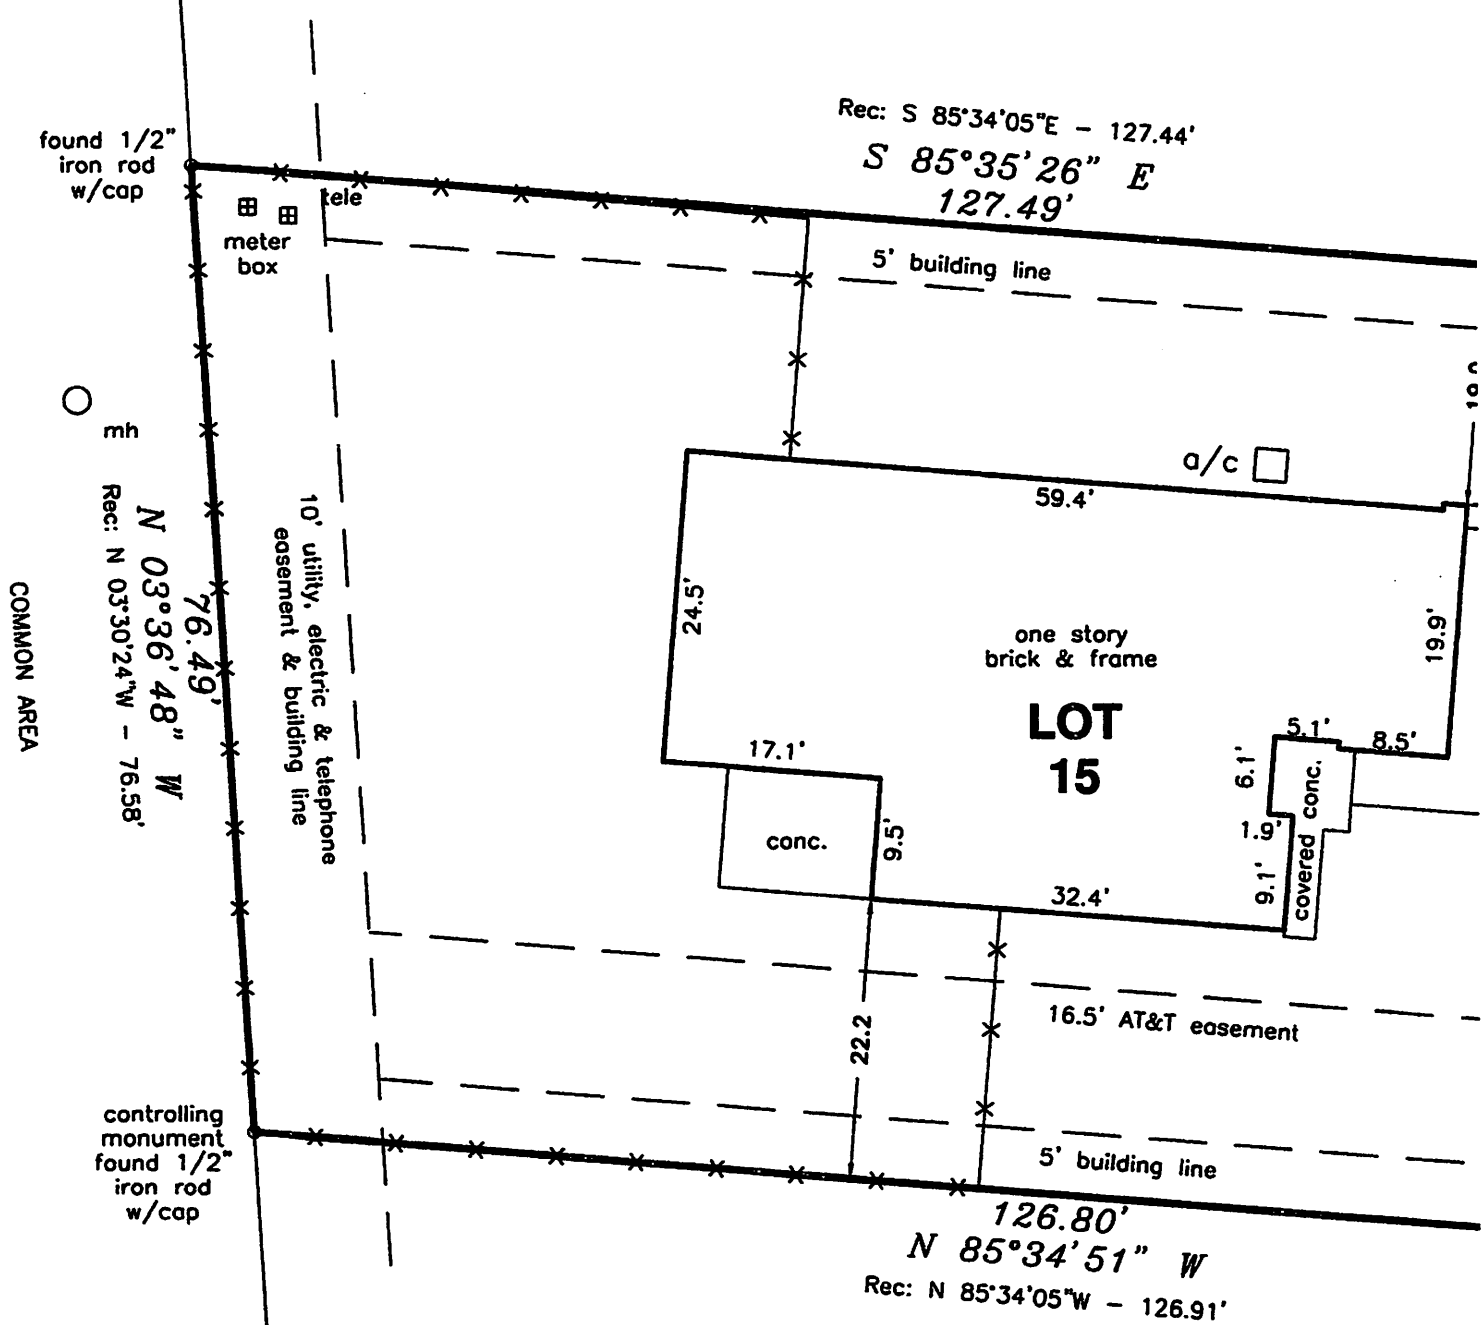 Rec: S 85°34'05"E - 127.44'
S 85°35'26" E
127.49'
found 1/2"
iron rod
w/cap
tele
meter
box
5' building line
mh
a/c
59.4'
24.5'
19.9'
10' utility, electric & telephone
easement & building line
76.49'
N 03°36'48" W
Rec: N 03°30'24"W - 76.58'
COMMON AREA
one story
brick & frame
LOT
15
17.1'
5.1'
8.5'
6.1'
1.9'
9.1'
covered conc.
conc.
9.5'
32.4'
22.2
16.5' AT&T easement
controlling
monument
found 1/2"
iron rod
w/cap
5' building line
126.80'
N 85°34'51" W
Rec: N 85°34'05"W - 126.91'